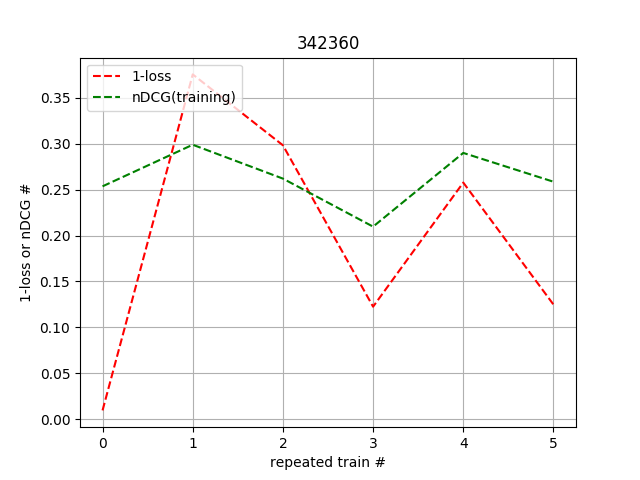 342360
1-loss
nDCG(training)
0.35
0.30
0.25
0.20
0.15
0.10
0.05
0.00
1-loss or nDCG #
0 1 2 3 4 5
repeated train #